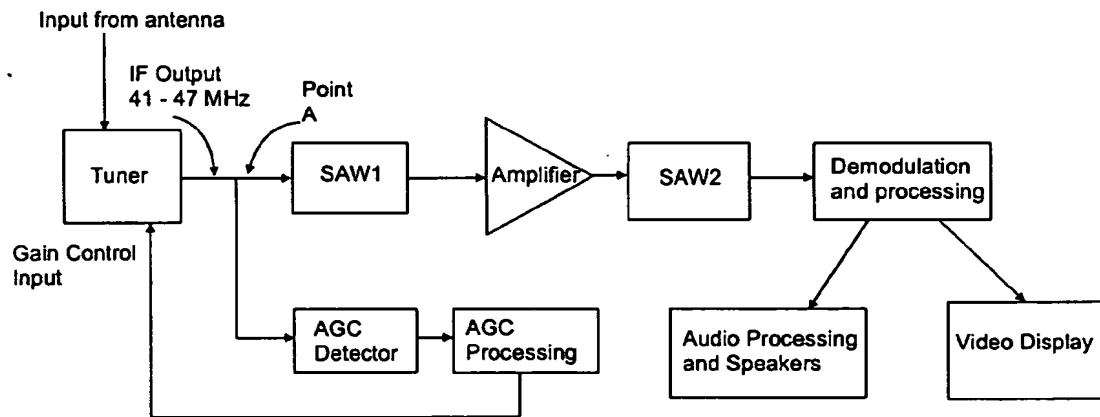 Input from antenna
IF Output
41 - 47 MHz
Point
A
Tuner
SAW1
Amplifier
SAW2
Demodulation
and processing
Gain Control
Input
AGC
Detector
AGC
Processing
Audio Processing
and Speakers
Video Display